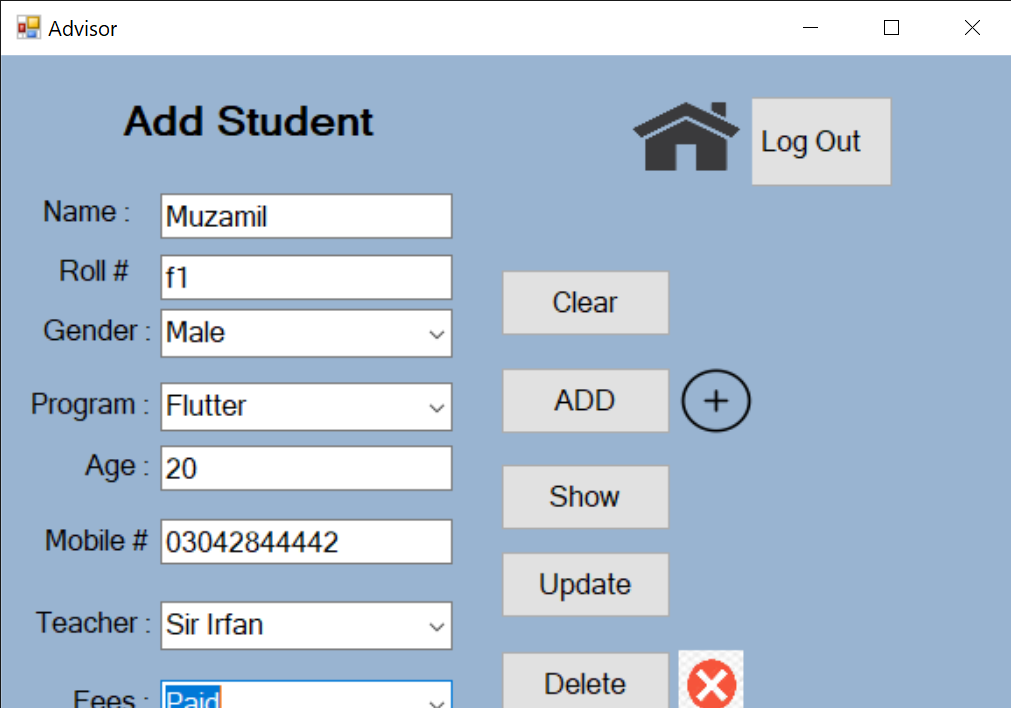 Advisor
Add Student
Log Out
Name :
Muzamil
Roll #
f1
Gender :
Male
Program :
Flutter
Age :
20
Mobile #
03042844442
Teacher :
Sir Irfan
Fees :
Paid
Clear
ADD
Show
Update
Delete